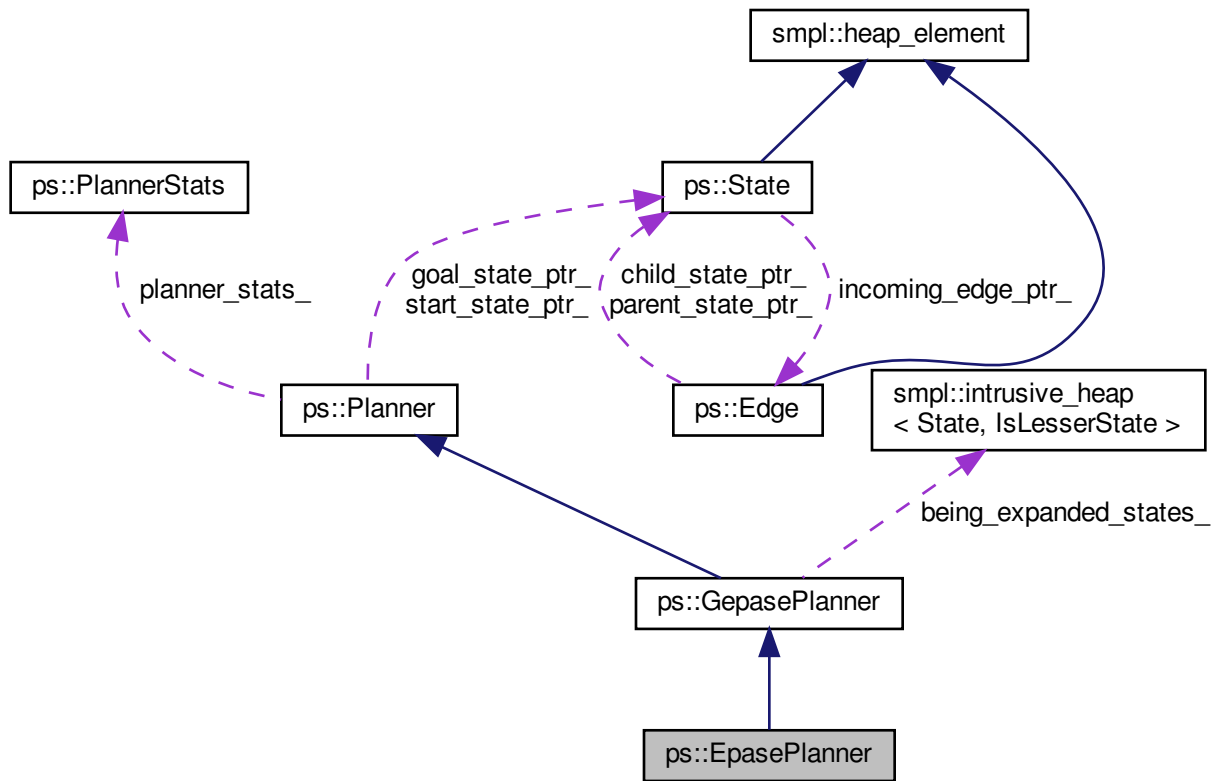 smpl::heap_element
ps::PlannerStats
ps::State
planner_stats_
goal_state_ptr_
start_state_ptr_
child_state_ptr_
parent_state_ptr_
incoming_edge_ptr_
ps::Planner
ps::Edge
smpl::intrusive_heap
< State, IsLesserState >
being_expanded_states_
ps::GepasePlanner
ps::EpasePlanner